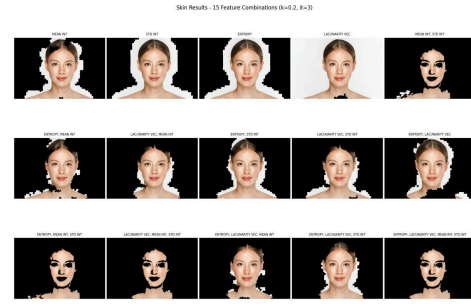 Skin Results - 15 Feature Combinations (k=0.2, it=3)
MEAN INT
STD INT
ENTROPY
LACUNARITY VEC
MEAN INT, STD INT
ENTROPY, MEAN INT
LACUNARITY VEC, MEAN INT
ENTROPY, STD INT
LACUNARITY VEC, STD INT
ENTROPY, LACUNARITY VEC
ENTROPY, MEAN INT, STD INT
LACUNARITY VEC, MEAN INT, STD INT
ENTROPY, LACUNARITY VEC, MEAN INT
ENTROPY, LACUNARITY VEC, STD INT
ENTROPY, LACUNARITY VEC, MEAN INT, STD INT